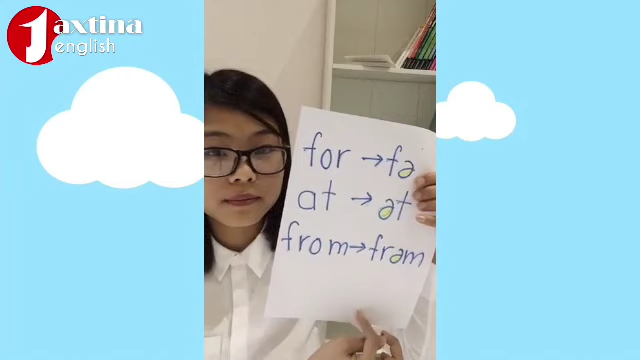 Jaxtina
english
for → fə
at → ət
from → frəm